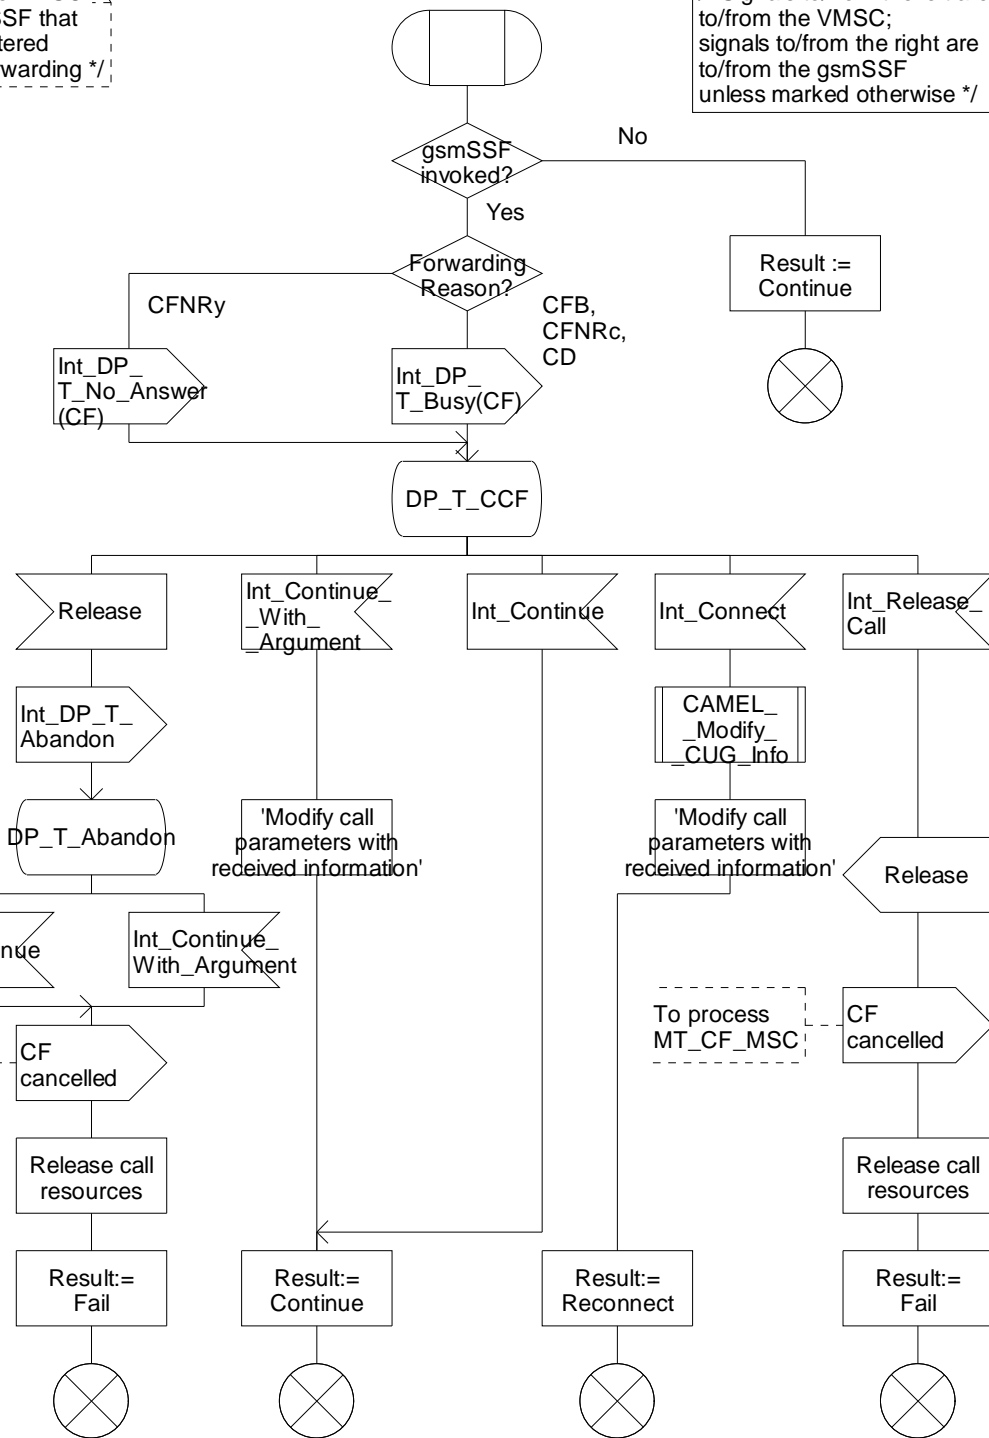 SF that
tered
warding */
to/from the VMSC;
signals to/from the right are
to/from the gsmSSF
unless marked otherwise */
gsmSSF
invoked?
No
Yes
Forwarding
Reason?
Result :=
Continue
CFNRy
CFB,
CFNRc,
CD
Int_DP_
T_No_Answer
(CF)
Int_DP_
T_Busy(CF)
DP_T_CCF
Release
Int_Continue_
_With_
_Argument
Int_Continue
Int_Connect
Int_Release_
Call
Int_DP_T_
Abandon
CAMEL_
_Modify_
_CUG_Info
DP_T_Abandon
'Modify call
parameters with
received information'
'Modify call
parameters with
received information'
Release
nue
Int_Continue_
With_Argument
To process
MT_CF_MSC
CF
cancelled
CF
cancelled
Release call
resources
Release call
resources
Result:=
Fail
Result:=
Continue
Result:=
Reconnect
Result:=
Fail